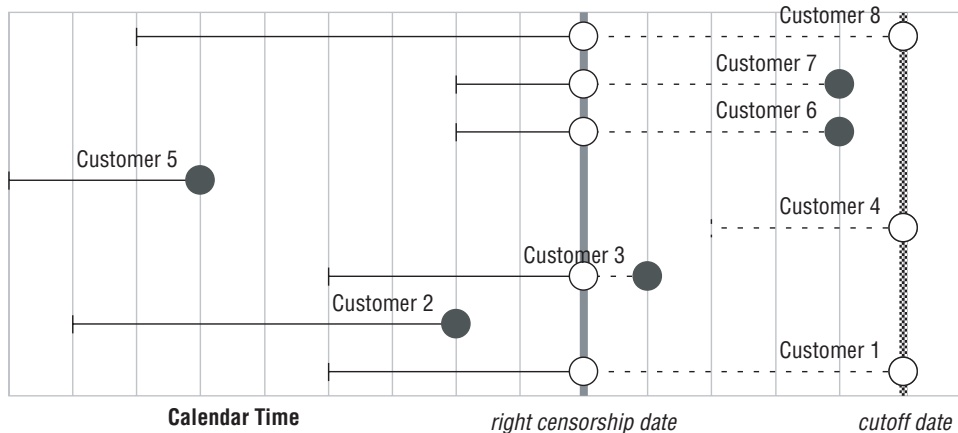 Customer 8
Customer 7
Customer 6
Customer 5
Customer 4
Customer 3
Customer 2
Customer 1
Calendar Time
right censorship date
cutoff date